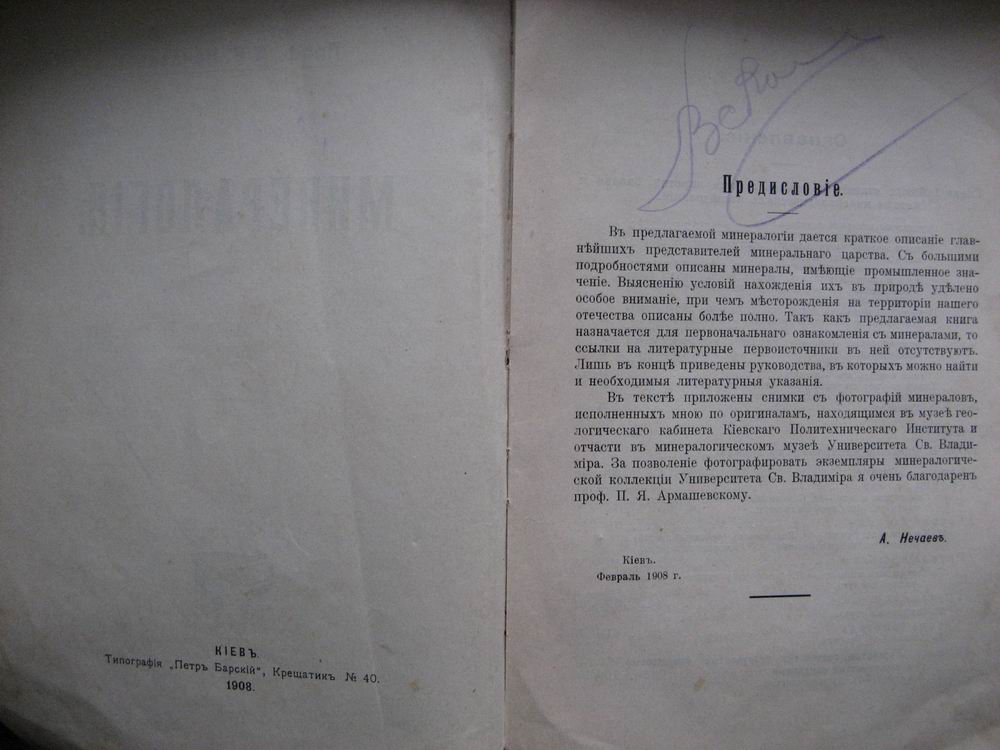 КІЕВЪ.
Типографія „Петръ Барскій“, Крещатикъ № 40.
1908.
Предисловіе.
Въ предлагаемой минералогіи дается краткое описаніе глав-
нѣйшихъ представителей минеральнаго царства. Съ большими
подробностями описаны минералы, имѣющіе промышленное зна-
ченіе. Выясненію условій нахожденія ихъ въ природѣ удѣлено
особое вниманіе, при чемъ мѣсторожденія на территоріи нашего
отечества описаны болѣе полно. Такъ какъ предлагаемая книга
назначается для первоначальнаго ознакомленія съ минералами, то
ссылки на литературные первоисточники въ ней отсутствуютъ.
Лишь въ концѣ приведены руководства, въ которыхъ можно найти
и необходимыя литературныя указанія.
Въ текстѣ приложены снимки съ фотографій минераловъ,
исполненныхъ мною по оригиналамъ, находящимся въ музеѣ гео-
логическаго кабинета Кіевскаго Политехническаго Института и
отчасти въ минералогическомъ музеѣ Университета Св. Влади-
міра. За позволеніе фотографировать экземпляры минералогиче-
ской коллекціи Университета Св. Владиміра я очень благодаренъ
проф. П. Я. Армашевскому.
А. Нечаевъ.
Кіевъ.
Февраль 1908 г.